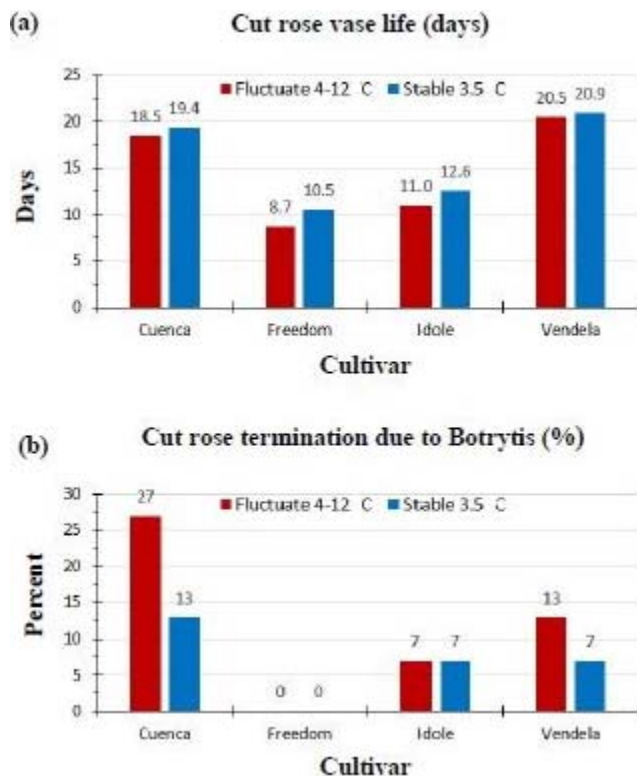 (a) Cut rose vase life (days)
Fluctuate 4-12 C Stable 3.5 C
25
20
15
10
5
0
Days
18.5 19.4
8.7 10.5
11.0 12.6
20.5 20.9
Cuenca Freedom Idole Vendela
Cultivar
(b) Cut rose termination due to Botrytis (%)
Fluctuate 4-12 C Stable 3.5 C
30
25
20
15
10
5
0
Percent
27 13
0 0
7 7
13 7
Cuenca Freedom Idole Vendela
Cultivar